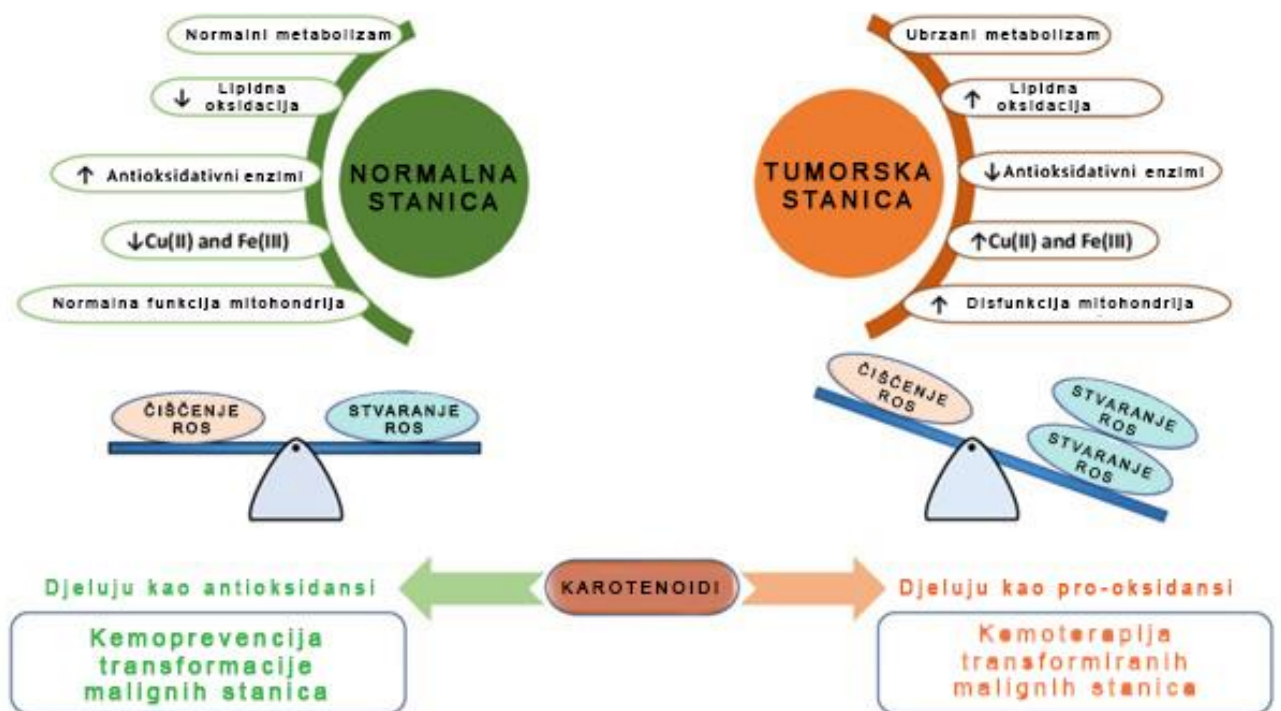 Normalni metabolizam
↓ Lipidna
oksidacija
↑ Antioksidativni enzimi
↓Cu(II) and Fe(III)
Normalna funkcija mitohondrija
NORMALNA
STANICA
TUMORSKA
STANICA
Ubrzani metabolizam
↑ Lipidna
oksidacija
↓Antioksidativni enzimi
↑Cu(II) and Fe(III)
↑ Disfunkcija mitohondrija
ČIŠČENJE
ROS
STVARANJE
ROS
ČIŠČENJE
ROS
STVARANJE
ROS
STVARANJE
ROS
Djeluju kao antioksidansi
KAROTENOIDI
Djeluju kao pro-oksidansi
Kemoprevencija
transformacije
malignih stanica
Kemoterapija
transformiranih
malignih stanica